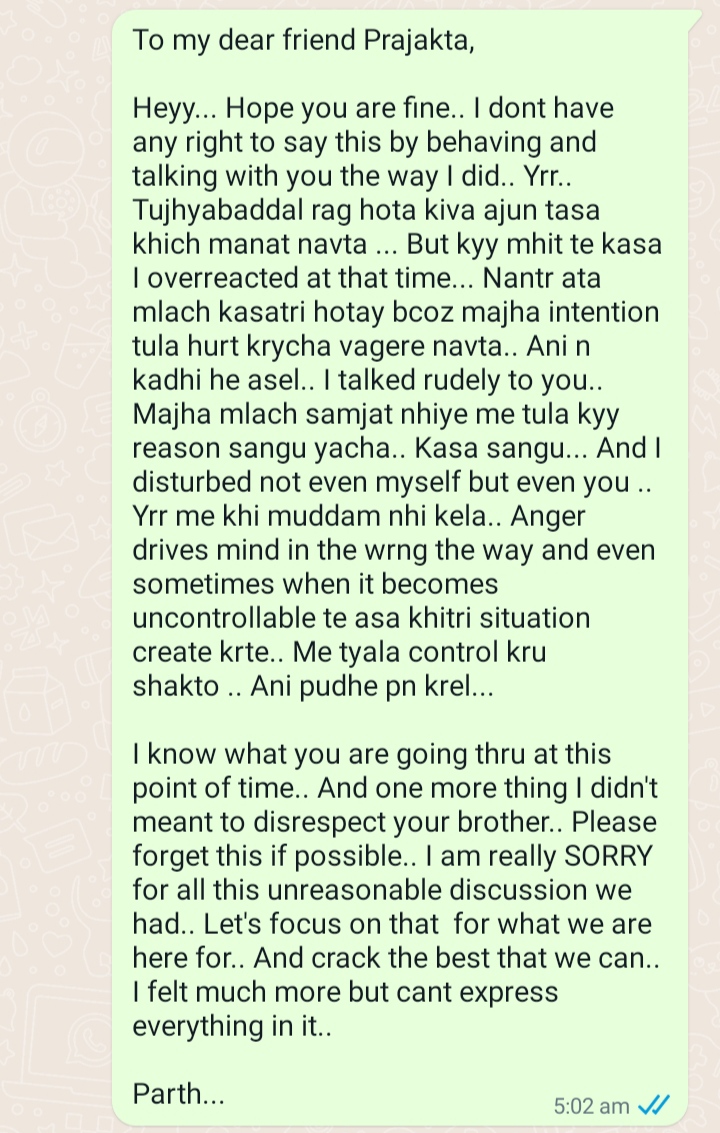 To my dear friend Prajakta,
Heyy... Hope you are fine.. I dont have
any right to say this by behaving and
talking with you the way I did.. Yrr..
Tujhyabaddal rag hota kiva ajun tasa
khich manat navta ... But kyy mhit te kasa
I overreacted at that time... Nantr ata
mlach kasatri hotay bcoz majha intention
tula hurt krycha vagere navta.. Ani n
kadhi he asel.. I talked rudely to you..
Majha mlach samjat nhiye me tula kyy
reason sangu yacha.. Kasa sangu... And I
disturbed not even myself but even you ..
Yrr me khi muddam nhi kela.. Anger
drives mind in the wrng the way and even
sometimes when it becomes
uncontrollable te asa khitri situation
create krte.. Me tyala control kru
shakto .. Ani pudhe pn krel...
I know what you are going thru at this
point of time.. And one more thing I didn't
meant to disrespect your brother.. Please
forget this if possible.. I am really SORRY
for all this unreasonable discussion we
had.. Let's focus on that  for what we are
here for.. And crack the best that we can..
I felt much more but cant express
everything in it..
Parth...
5:02 am